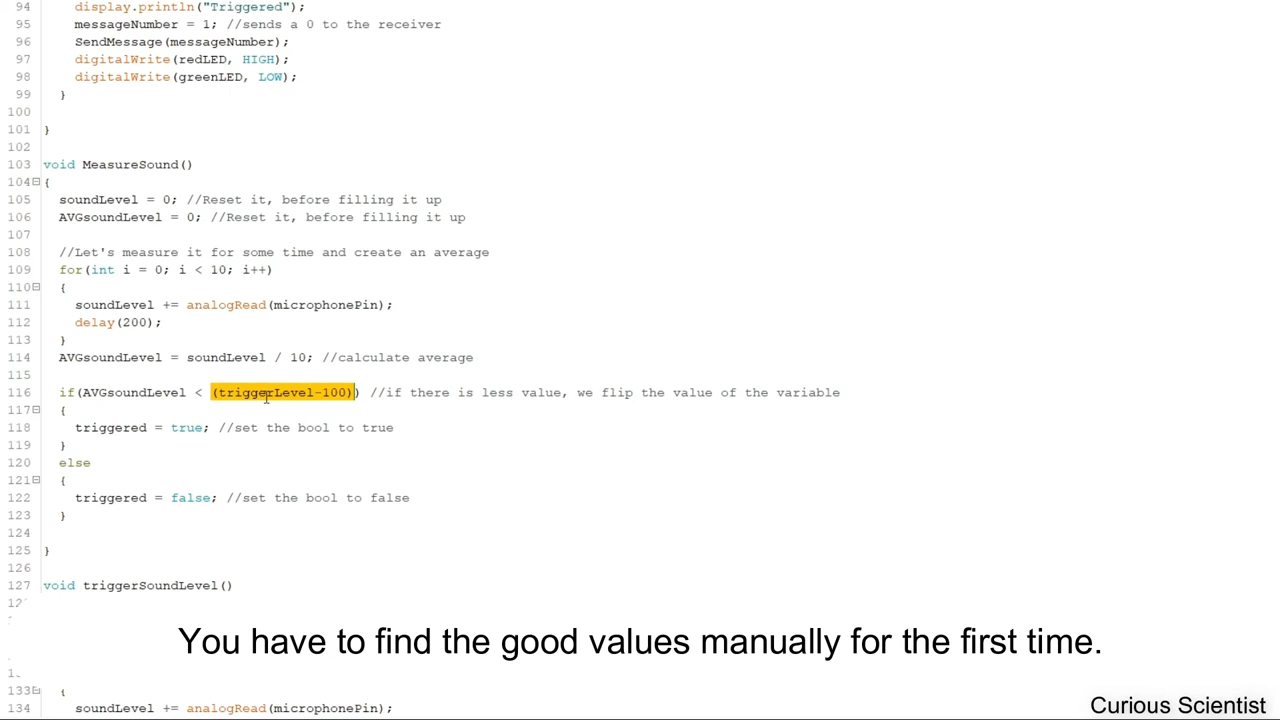 94 display.println("Triggered");
95 messageNumber = 1; //sends a 0 to the receiver
96 SendMessage(messageNumber);
97 digitalWrite(redLED, HIGH);
98 digitalWrite(greenLED, LOW);
99 }
100
101 }
102
103 void MeasureSound()
104 {
105 soundLevel = 0; //Reset it, before filling it up
106 AVGsoundLevel = 0; //Reset it, before filling it up
107
108 //Let's measure it for some time and create an average
109 for(int i = 0; i < 10; i++)
110 {
111 soundLevel += analogRead(microphonePin);
112 delay(200);
113 }
114 AVGsoundLevel = soundLevel / 10; //calculate average
115
116 if(AVGsoundLevel < (triggerLevel-100)) //if there is less value, we flip the value of the variable
117 {
118 triggered = true; //set the bool to true
119 }
120 else
121 {
122 triggered = false; //set the bool to false
123 }
124
125 }
126
127 void triggerSoundLevel()
You have to find the good values manually for the first time.
133 {
134 soundLevel += analogRead(microphonePin);
Curious Scientist